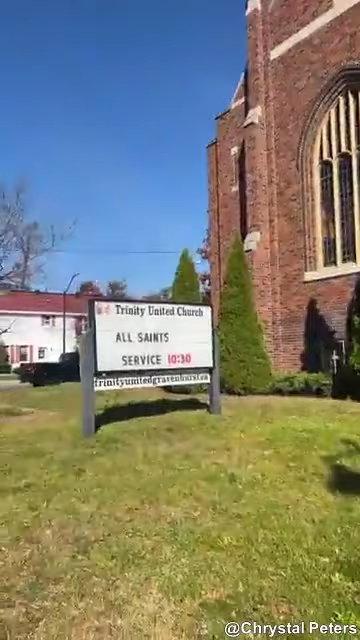 Trinity United Church
ALL SAINTS
SERVICE 10:30
trinityunitedgravenhurst.ca
@Chrystal Peters